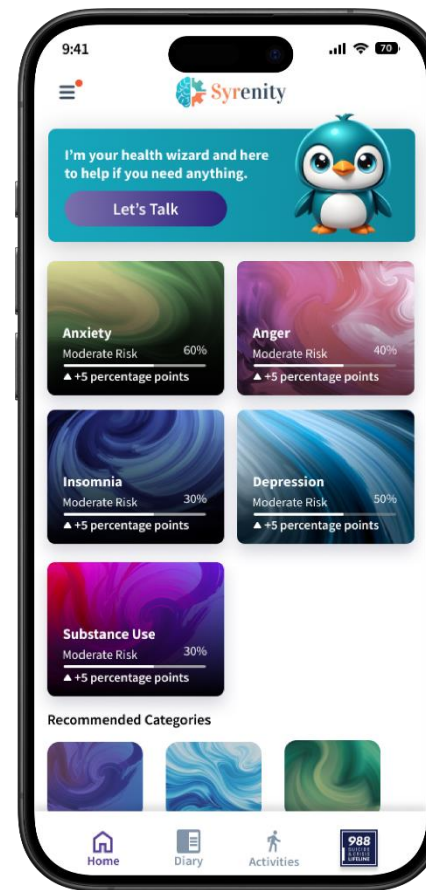 9:41
70
Syrenity
I'm your health wizard and here
to help if you need anything.
Let's Talk
Anxiety
Moderate Risk 60%
▲ +5 percentage points
Anger
Moderate Risk 40%
▲ +5 percentage points
Insomnia
Moderate Risk 30%
▲ +5 percentage points
Depression
Moderate Risk 50%
▲ +5 percentage points
Substance Use
Moderate Risk 30%
▲ +5 percentage points
Recommended Categories
Home
Diary
Activities
988
SUICIDE
& CRISIS
LIFELINE